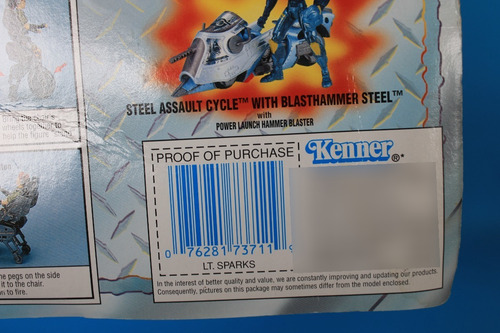 STEEL ASSAULT CYCLE™ WITH BLASTHAMMER STEEL™
with
POWER LAUNCH HAMMER BLASTER
PROOF OF PURCHASE
Kenner®
0 76281 73711 9
LT. SPARKS
In the interest of better quality and value, we are constantly improving and updating our products.
Consequently, pictures on this package may sometimes differ from the model enclosed.
the pegs on the side
it to the chair.
to fire.